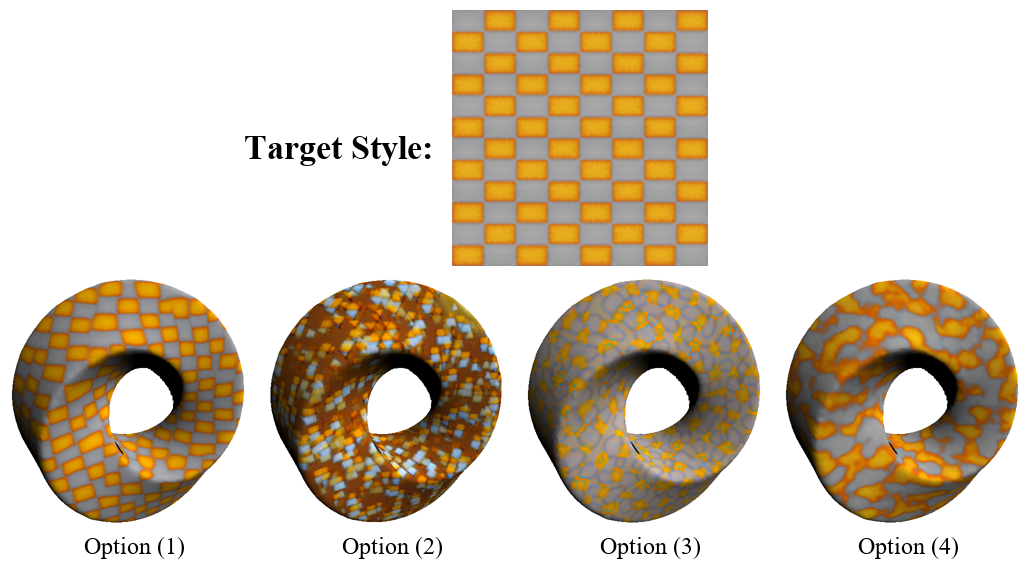 Target Style:
Option (1)
Option (2)
Option (3)
Option (4)